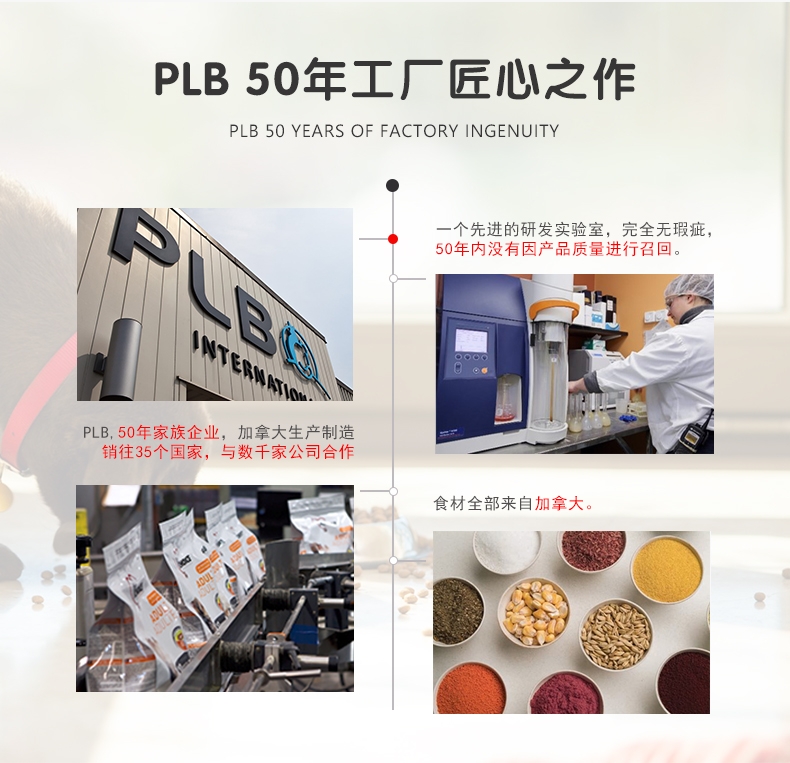 PLB 50年工厂匠心之作
PLB 50 YEARS OF FACTORY INGENUITY
PLB
INTERNATIONAL
一个先进的研发实验室，完全无瑕疵，
50年内没有因产品质量进行召回。
PLB, 50年家族企业，加拿大生产制造
销往35个国家，与数千家公司合作
ADULT
食材全部来自加拿大。